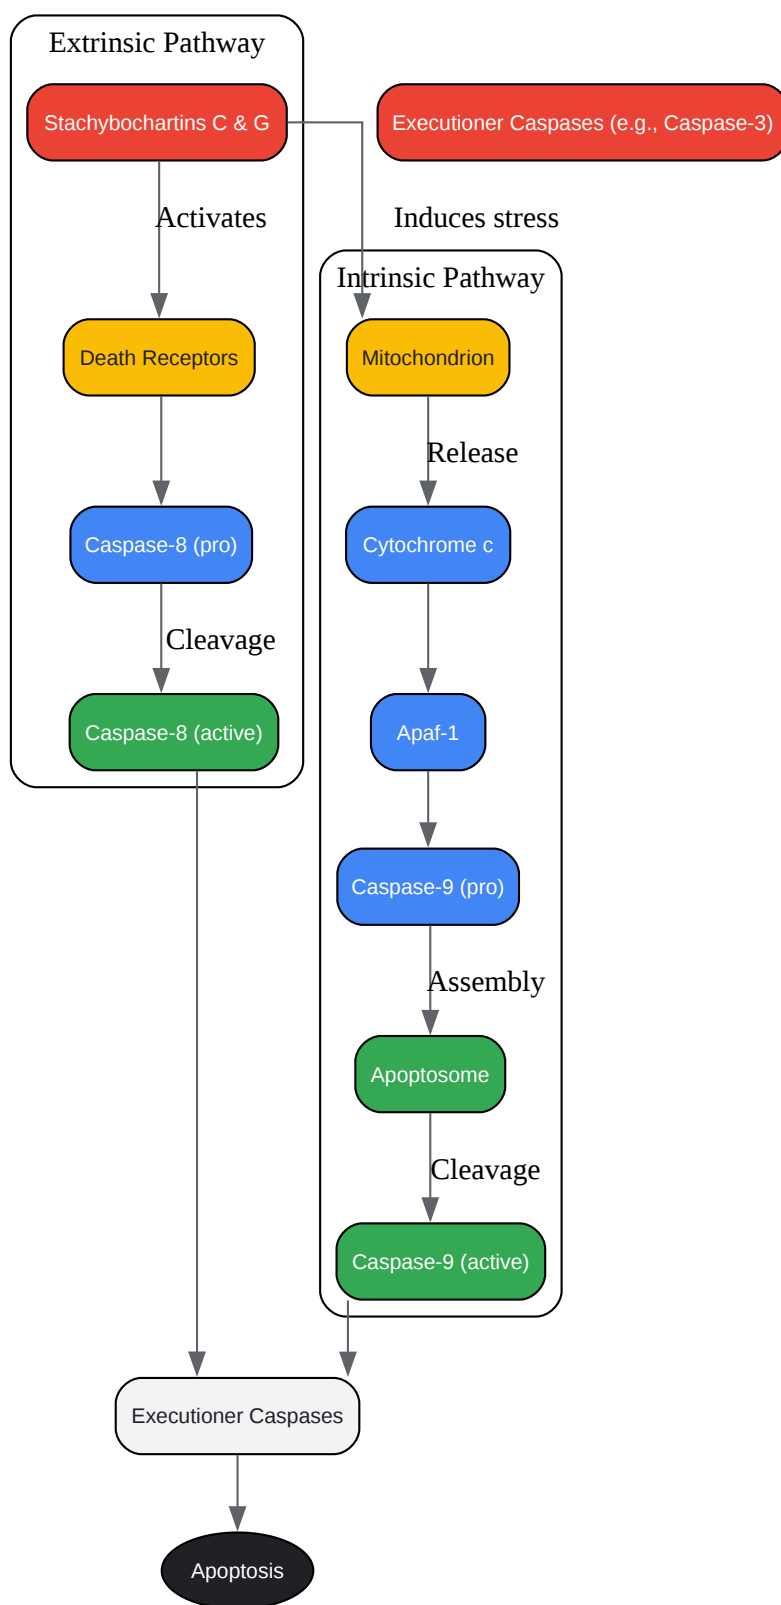 Extrinsic Pathway
Stachybochartins C & G
Executioner Caspases (e.g., Caspase-3)
Activates
Induces stress
Intrinsic Pathway
Death Receptors
Mitochondrion
Release
Caspase-8 (pro)
Cytochrome c
Cleavage
Caspase-8 (active)
Apaf-1
Caspase-9 (pro)
Assembly
Apoptosome
Cleavage
Caspase-9 (active)
Executioner Caspases
Apoptosis